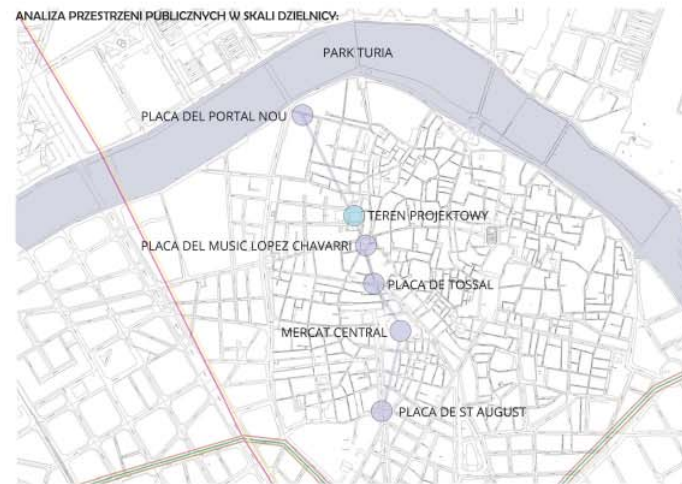 ANALIZA PRZESTRZENI PUBLICZNYCH W SKALI DZIELNICY:
PARK TURIA
PLACA DEL PORTAL NOU
TEREN PROJEKTOWY
PLACA DEL MUSIC LOPEZ CHAVARRI
PLACA DE TOSSAL
MERCAT CENTRAL
PLACA DE ST AUGUST